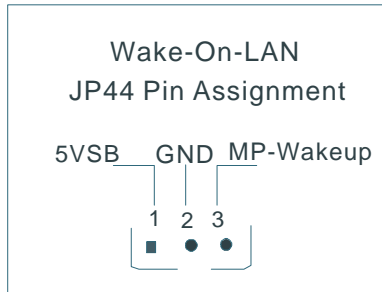 Wake-On-LAN
JP44 Pin Assignment
5VSB GND MP-Wakeup
1 2 3